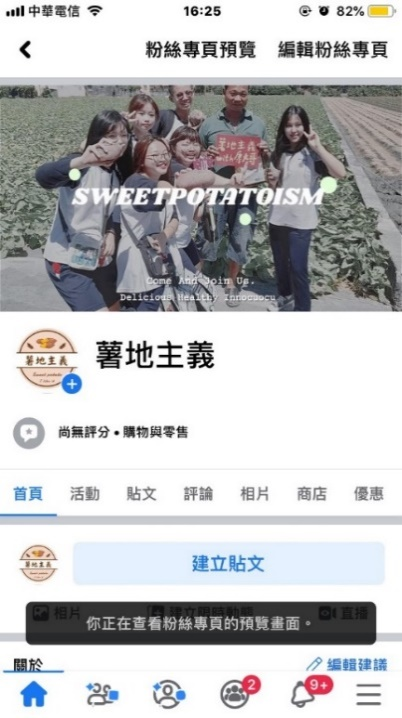 中華電信 16:25 82%
粉絲專頁預覽 編輯粉絲專頁
薯地主義
SWEETPOTATOISM
Come And Join Us.
Delicious Healthy Innocuocu
薯地主義
薯地主義
尚無評分 • 購物與零售
首頁 活動 貼文 評論 相片 商店 優惠
薯地主義
建立貼文
相片 建立限時動態 直播
你正在查看粉絲專頁的預覽畫面。
關於 編輯建議
2 9+